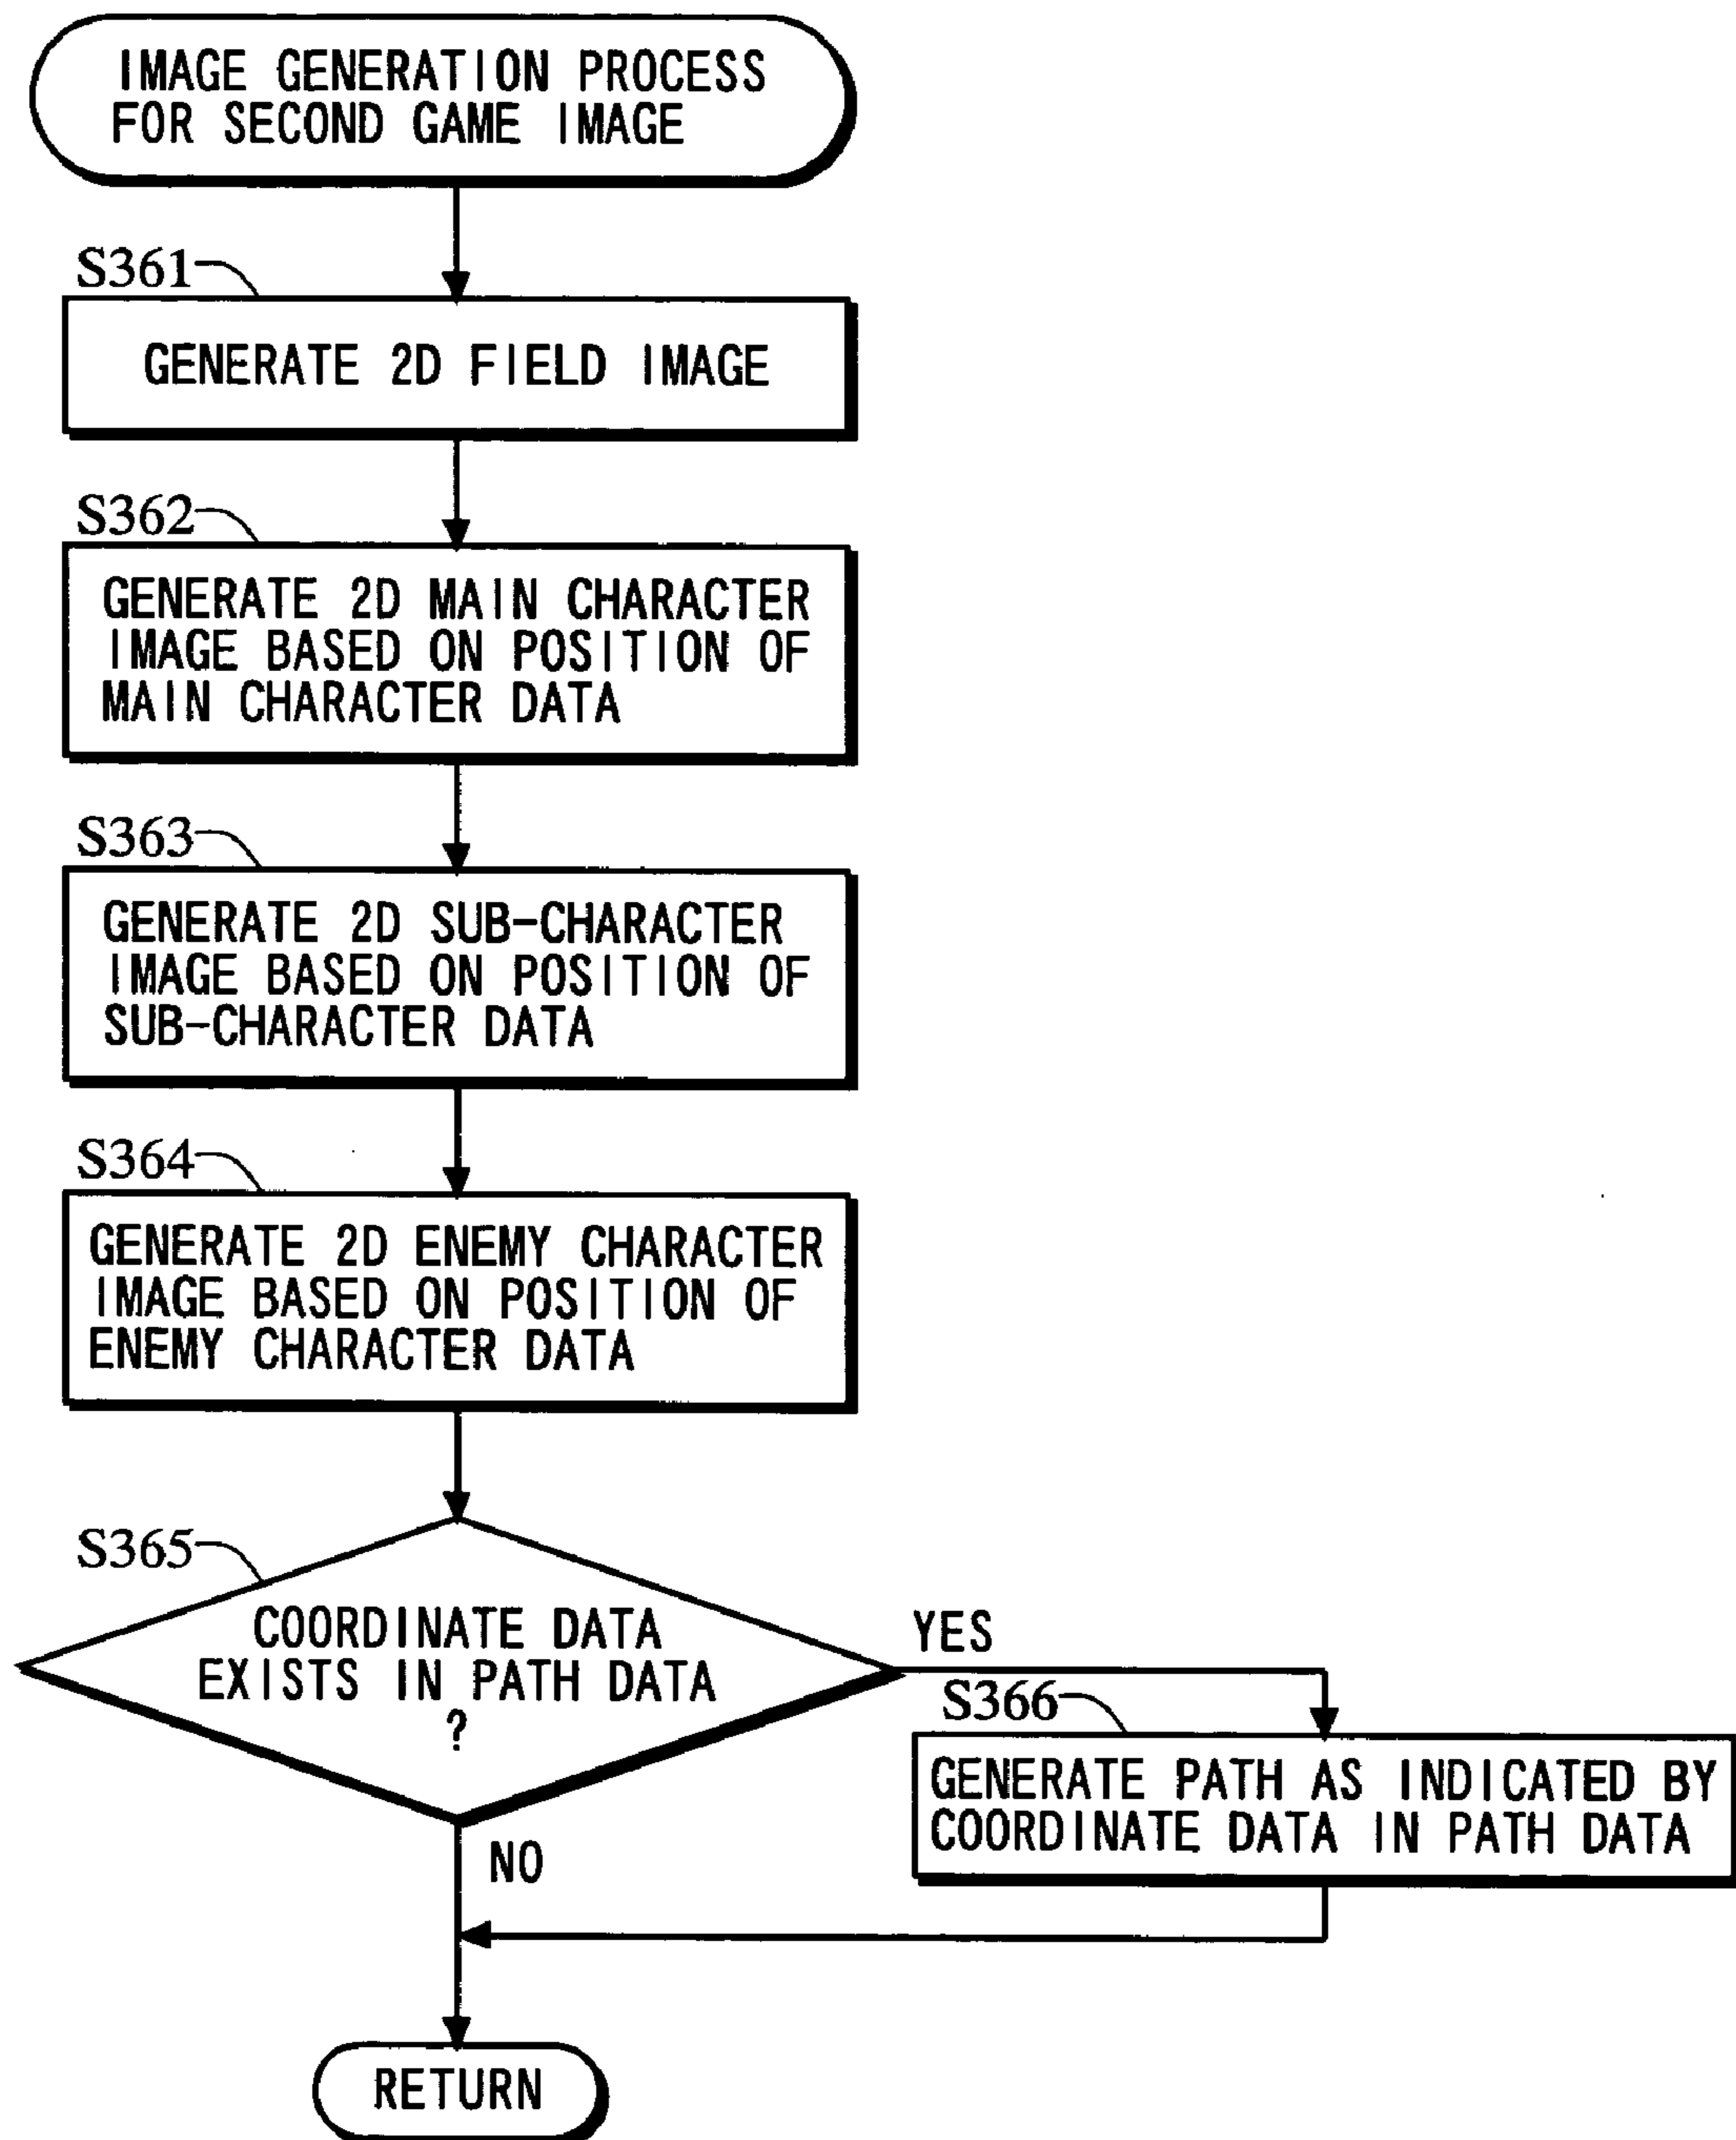 IMAGE GENERATION PROCESS
FOR SECOND GAME IMAGE
S361
GENERATE 2D FIELD IMAGE
S362
GENERATE 2D MAIN CHARACTER
IMAGE BASED ON POSITION OF
MAIN CHARACTER DATA
S363
GENERATE 2D SUB-CHARACTER
IMAGE BASED ON POSITION OF
SUB-CHARACTER DATA
S364
GENERATE 2D ENEMY CHARACTER
IMAGE BASED ON POSITION OF
ENEMY CHARACTER DATA
S365
COORDINATE DATA
EXISTS IN PATH DATA
?
YES
S366
GENERATE PATH AS INDICATED BY
COORDINATE DATA IN PATH DATA
NO
RETURN